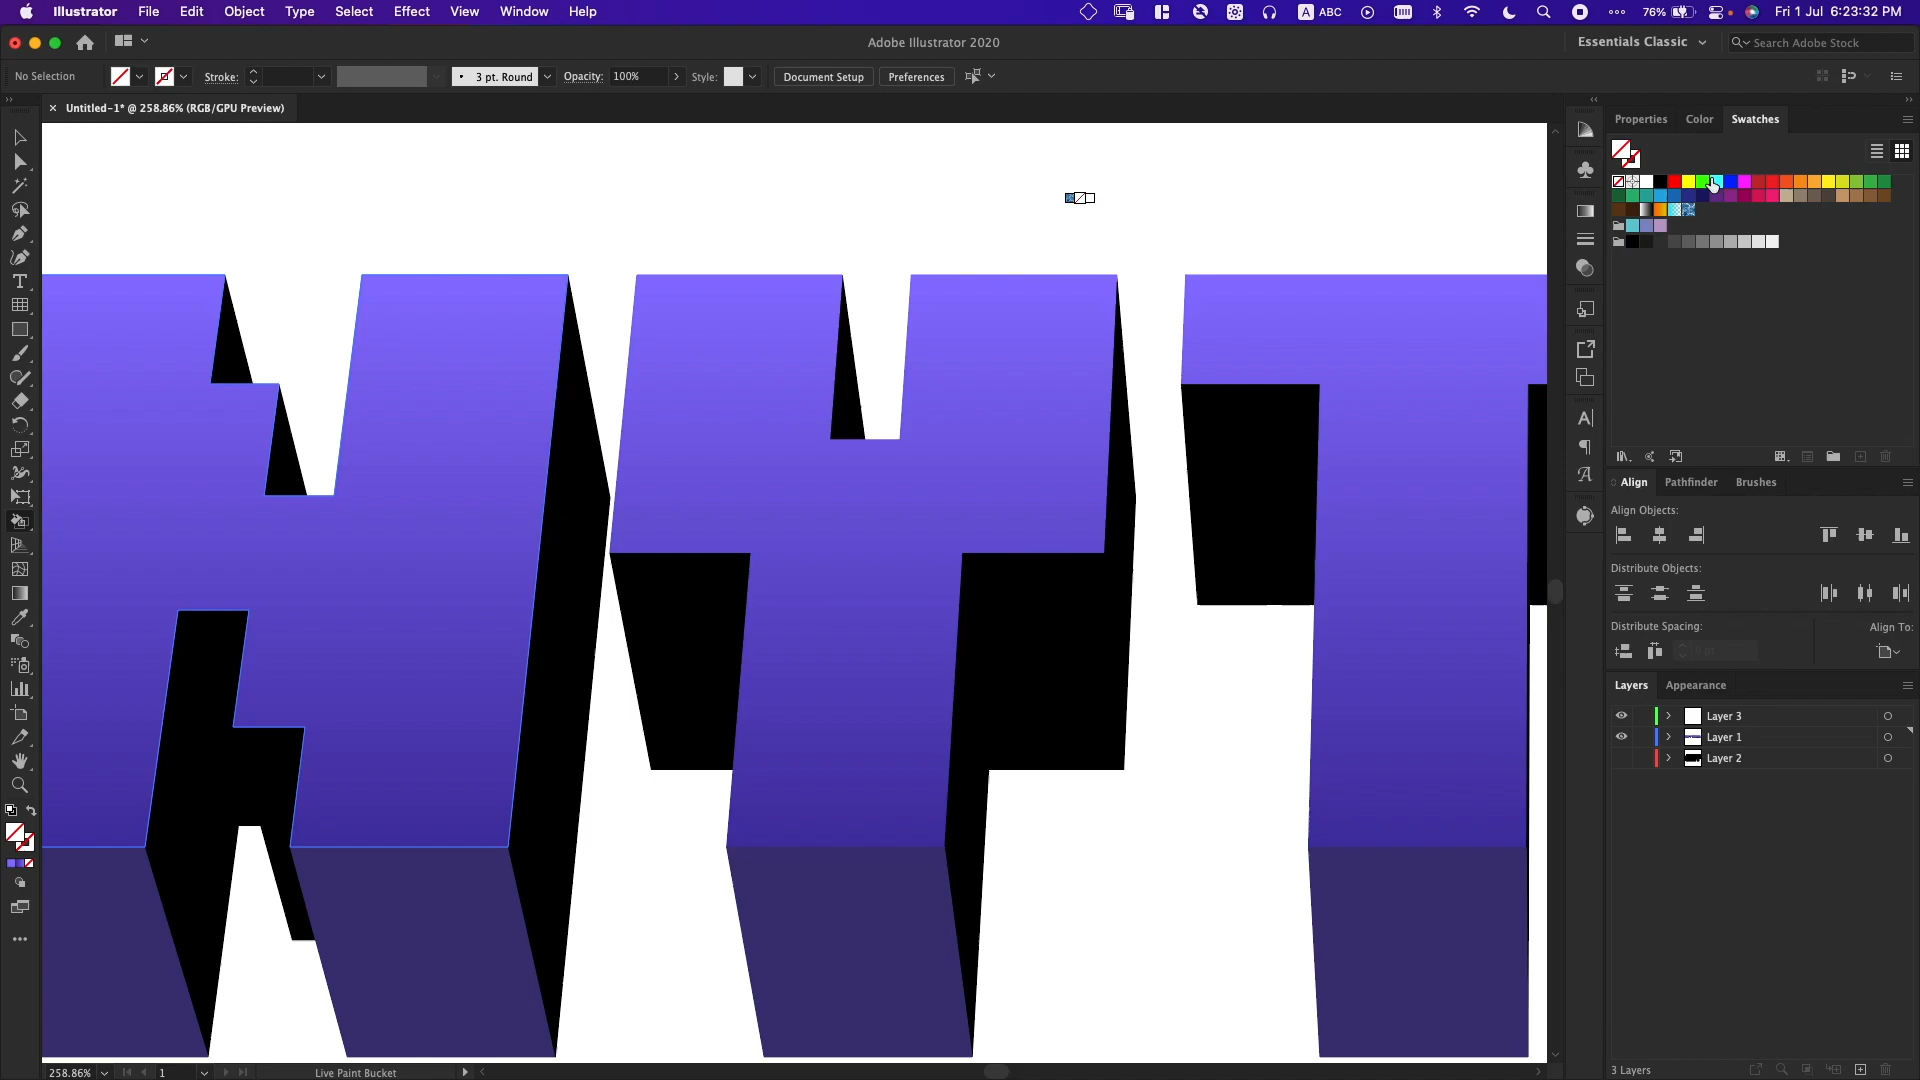 Illustrator File Edit Object Type Select Effect View Window Help
A ABC 76% Fri 1 Jul 6:23:32 PM
Adobe Illustrator 2020
Essentials Classic Search Adobe Stock
No Selection Stroke: 3 pt. Round Opacity: 100% Style: Document Setup Preferences
Untitled-1* @ 258.86% (RGB/GPU Preview)
Properties Color Swatches
Align Pathfinder Brushes
Align Objects:
Distribute Objects:
Distribute Spacing: Align To:
0 pt
Layers Appearance
Layer 3
Layer 1
Layer 2
3 Layers
258.86% 1 Live Paint Bucket